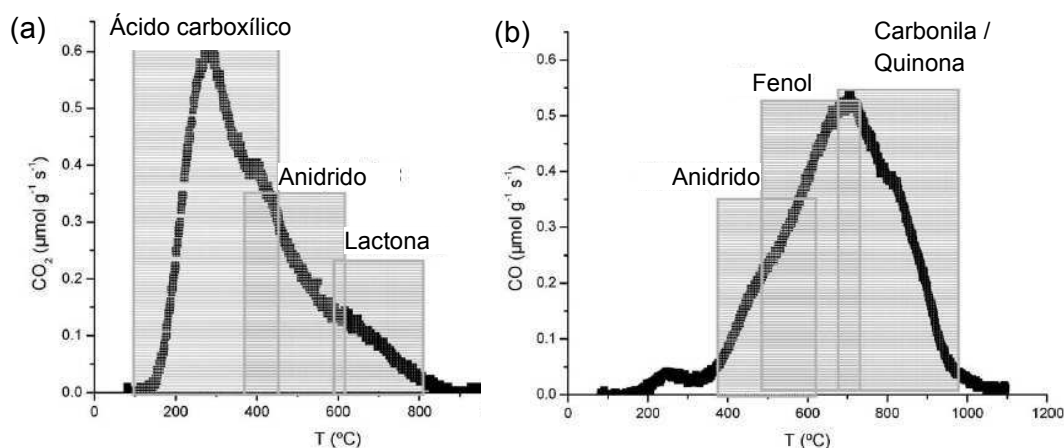 (a)
Ácido carboxílico
0.6
0.5
0.4
0.3
0.2
0.1
0.0
CO₂ (µmol g⁻¹ s⁻¹)
Anidrido
Lactona
0
200
400
600
800
T (ºC)
(b)
Carbonila /
Quinona
Fenol
Anidrido
0.6
0.5
0.4
0.3
0.2
0.1
0.0
CO (µmol g⁻¹ s⁻¹)
0
200
400
600
800
1000
1200
T (ºC)